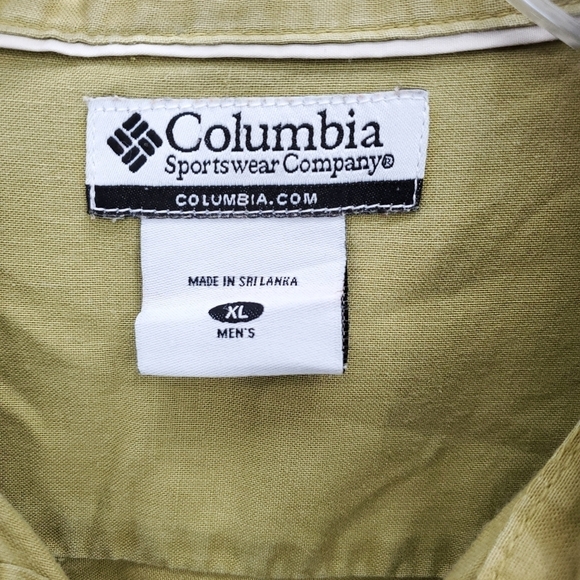 Columbia
Sportswear Company®
COLUMBIA.COM
MADE IN SRI LANKA
XL
MEN'S